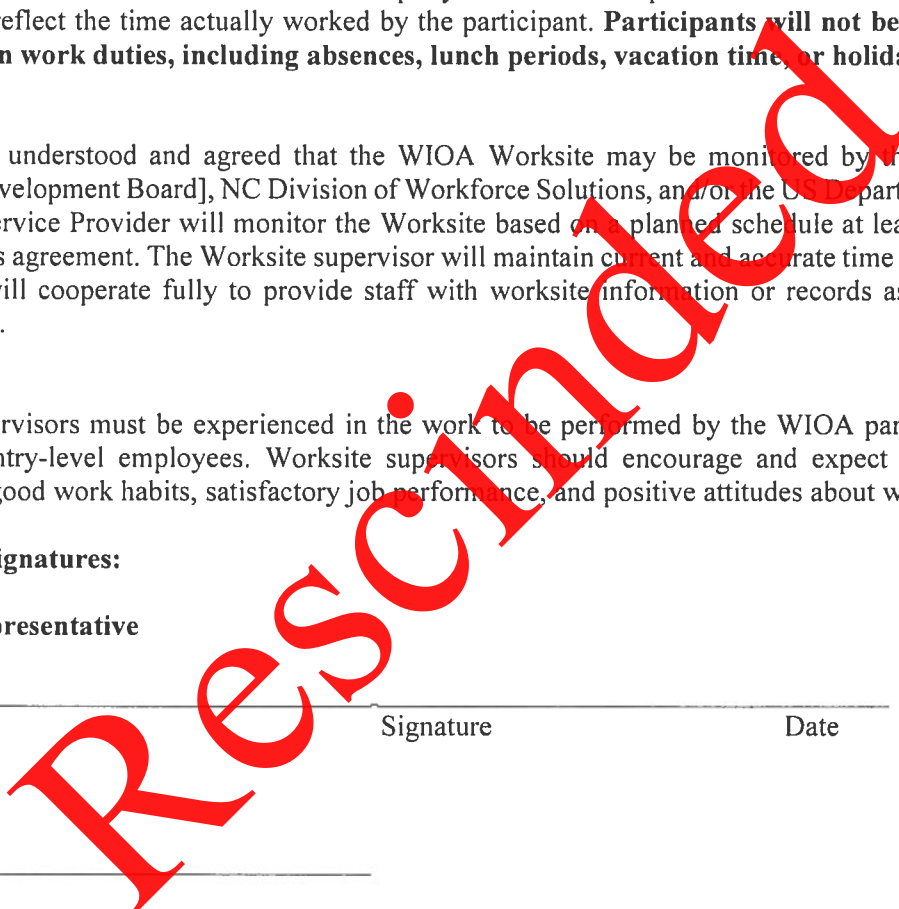 reflect the time actually worked by the participant. Participants will not be
n work duties, including absences, lunch periods, vacation time, or holida
understood and agreed that the WIOA Worksite may be monitored by th
velopment Board], NC Division of Workforce Solutions, and/or the US Depart
ervice Provider will monitor the Worksite based on a planned schedule at lea
s agreement. The Worksite supervisor will maintain current and accurate time
vill cooperate fully to provide staff with worksite information or records as
.
rvisors must be experienced in the work to be performed by the WIOA par
ntry-level employees. Worksite supervisors should encourage and expect
good work habits, satisfactory job performance, and positive attitudes about w
ignatures:
presentative
Signature Date
Rescinded